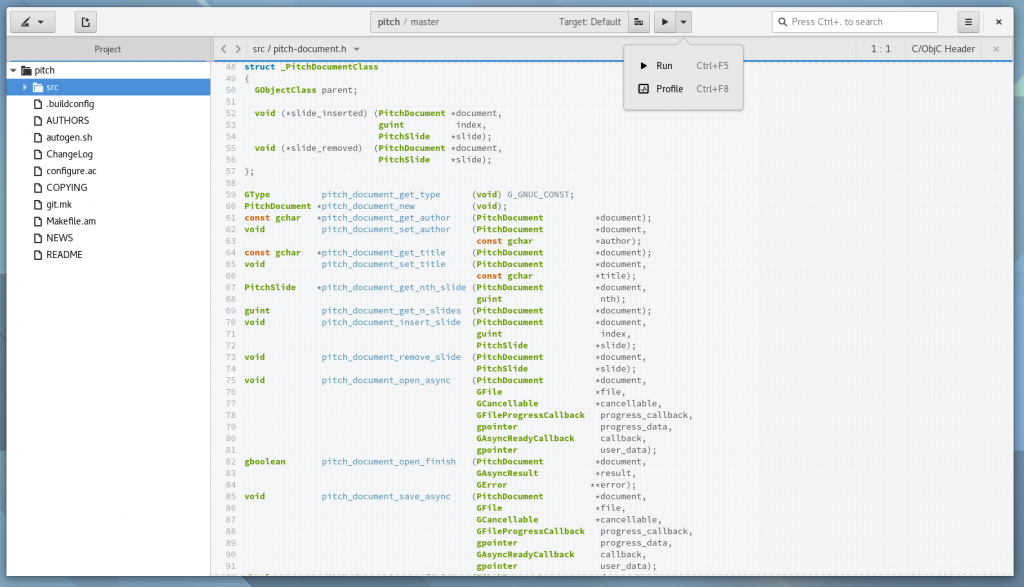 pitch / master Target: Default
Press Ctrl+. to search
Project
src / pitch-document.h
1 : 1 C/ObjC Header
Run Ctrl+F5
Profile Ctrl+F8
pitch
src
.buildconfig
AUTHORS
autogen.sh
ChangeLog
configure.ac
COPYING
git.mk
Makefile.am
NEWS
README
48 struct _PitchDocumentClass
49 {
50 GObjectClass parent;
51
52 void (*slide_inserted) (PitchDocument *document,
53 guint index,
54 PitchSlide *slide);
55 void (*slide_removed) (PitchDocument *document,
56 PitchSlide *slide);
57 };
58
59 GType pitch_document_get_type (void) G_GNUC_CONST;
60 PitchDocument *pitch_document_new (void);
61 const gchar *pitch_document_get_author (PitchDocument *document);
62 void pitch_document_set_author (PitchDocument *document,
63 const gchar *author);
64 const gchar *pitch_document_get_title (PitchDocument *document);
65 void pitch_document_set_title (PitchDocument *document,
66 const gchar *title);
67 PitchSlide *pitch_document_get_nth_slide (PitchDocument *document,
68 guint nth);
69 guint pitch_document_get_n_slides (PitchDocument *document);
70 void pitch_document_insert_slide (PitchDocument *document,
71 guint index,
72 PitchSlide *slide);
73 void pitch_document_remove_slide (PitchDocument *document,
74 PitchSlide *slide);
75 void pitch_document_open_async (PitchDocument *document,
76 GFile *file,
77 GCancellable *cancellable,
78 GFileProgressCallback progress_callback,
79 gpointer progress_data,
80 GAsyncReadyCallback callback,
81 gpointer user_data);
82 gboolean pitch_document_open_finish (PitchDocument *document,
83 GAsyncResult *result,
84 GError **error);
85 void pitch_document_save_async (PitchDocument *document,
86 GFile *file,
87 GCancellable *cancellable,
88 GFileProgressCallback progress_callback,
89 gpointer progress_data,
90 GAsyncReadyCallback callback,
91 gpointer user_data);